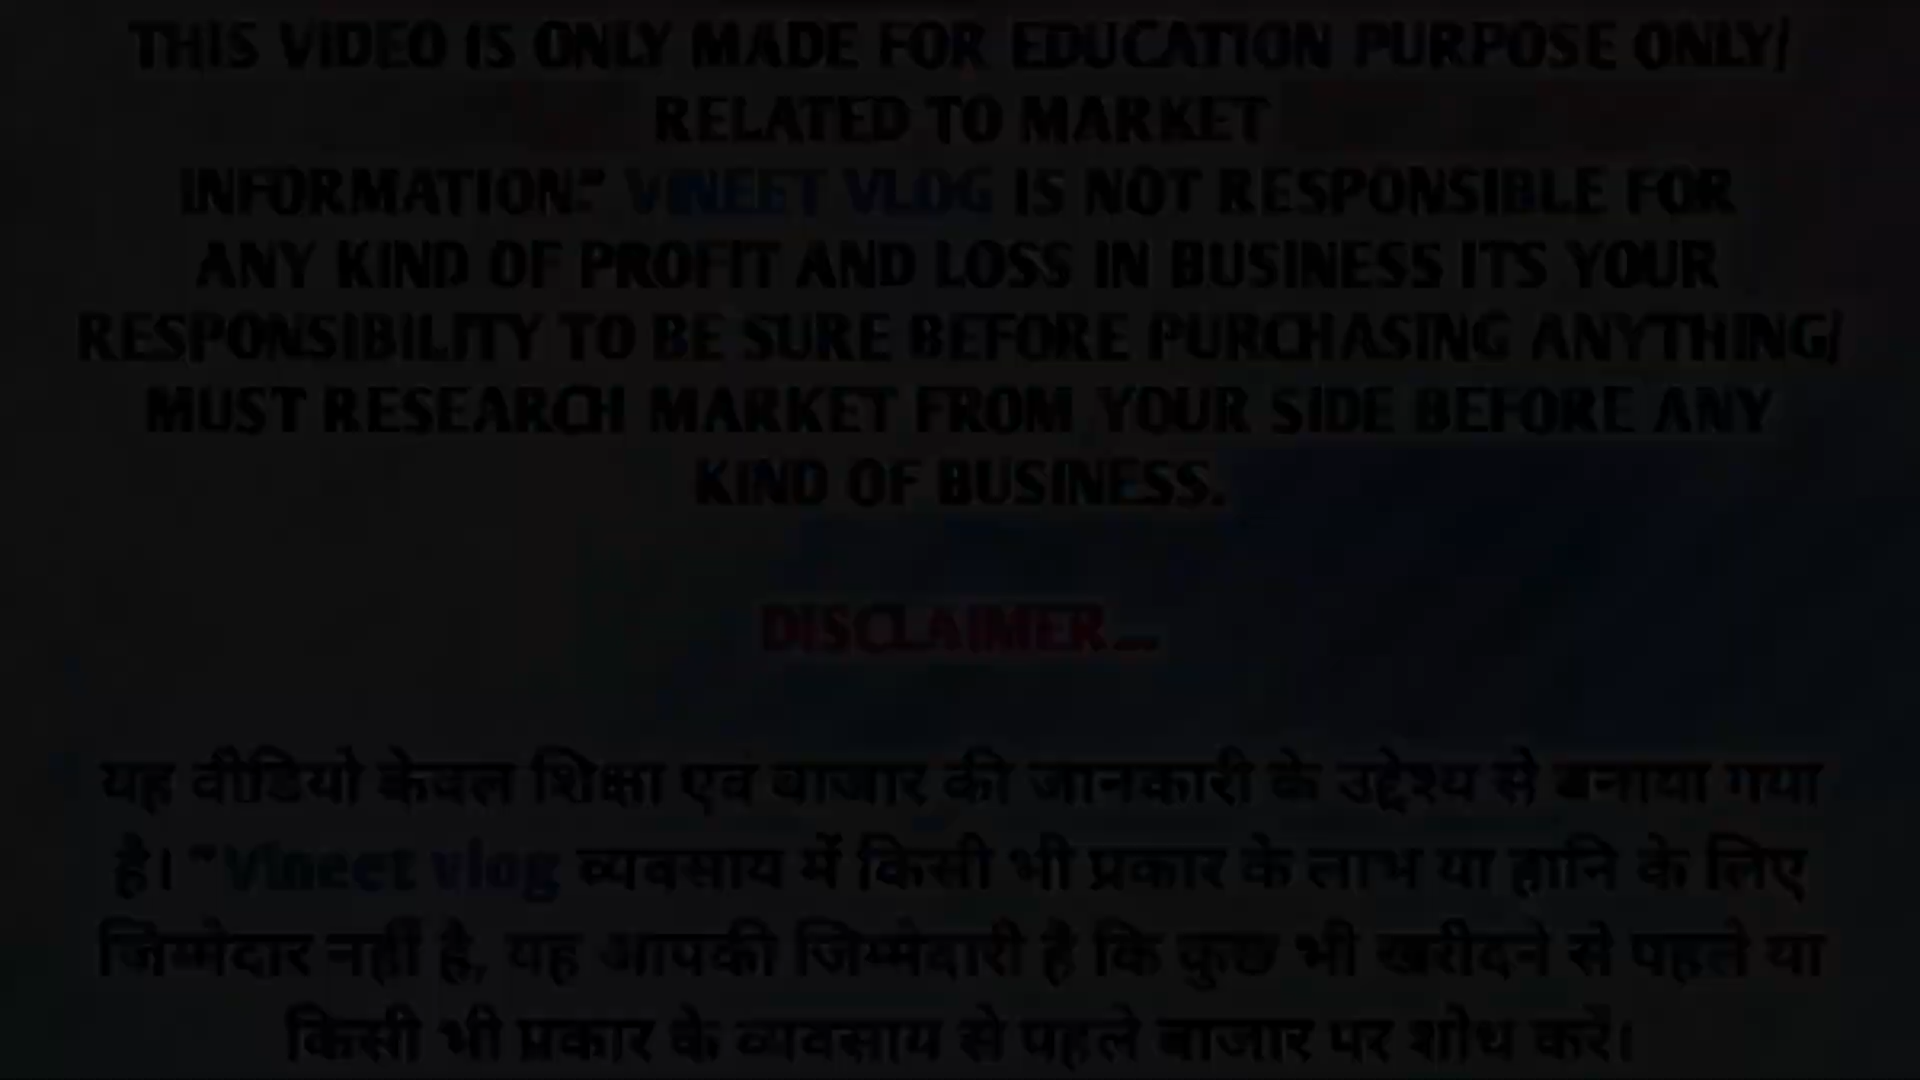 THIS VIDEO IS ONLY MADE FOR EDUCATION PURPOSE ONLY/
RELATED TO MARKET
INFORMATION." VINEET VLOG IS NOT RESPONSIBLE FOR
ANY KIND OF PROFIT AND LOSS IN BUSINESS ITS YOUR
RESPONSIBILITY TO BE SURE BEFORE PURCHASING ANYTHING/
MUST RESEARCH MARKET FROM YOUR SIDE BEFORE ANY
KIND OF BUSINESS.
DISCLAIMER...
यह वीडियो केवल शिक्षा एवं बाजार की जानकारी के उद्देश्य से बनाया गया
है। "Vineet vlog व्यवसाय में किसी भी प्रकार के लाभ या हानि के लिए
जिम्मेदार नहीं है, यह आपकी जिम्मेदारी है कि कुछ भी खरीदने से पहले या
किसी भी प्रकार के व्यवसाय से पहले बाजार पर शोध करें।